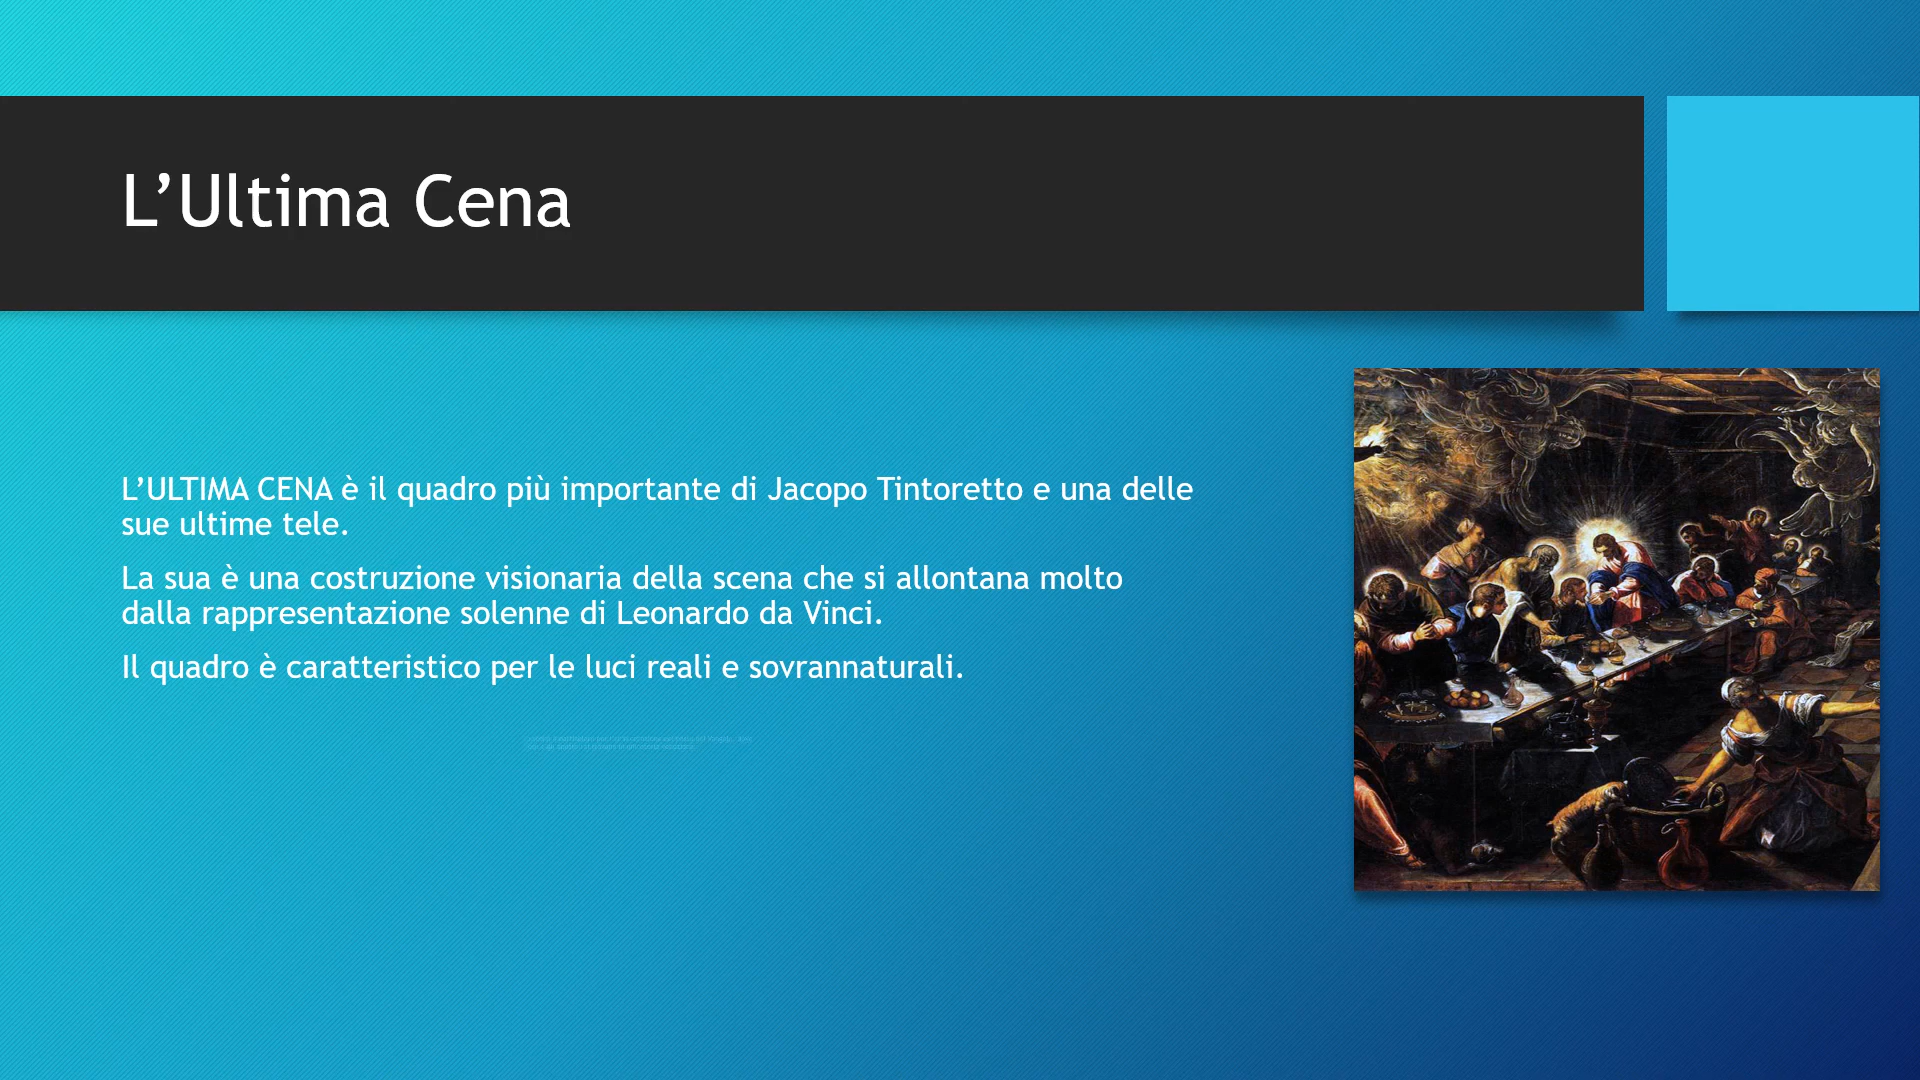 L’Ultima Cena
L’ULTIMA CENA è il quadro più importante di Jacopo Tintoretto e una delle
sue ultime tele.
La sua è una costruzione visionaria della scena che si allontana molto
dalla rappresentazione solenne di Leonardo da Vinci.
Il quadro è caratteristico per le luci reali e sovrannaturali.